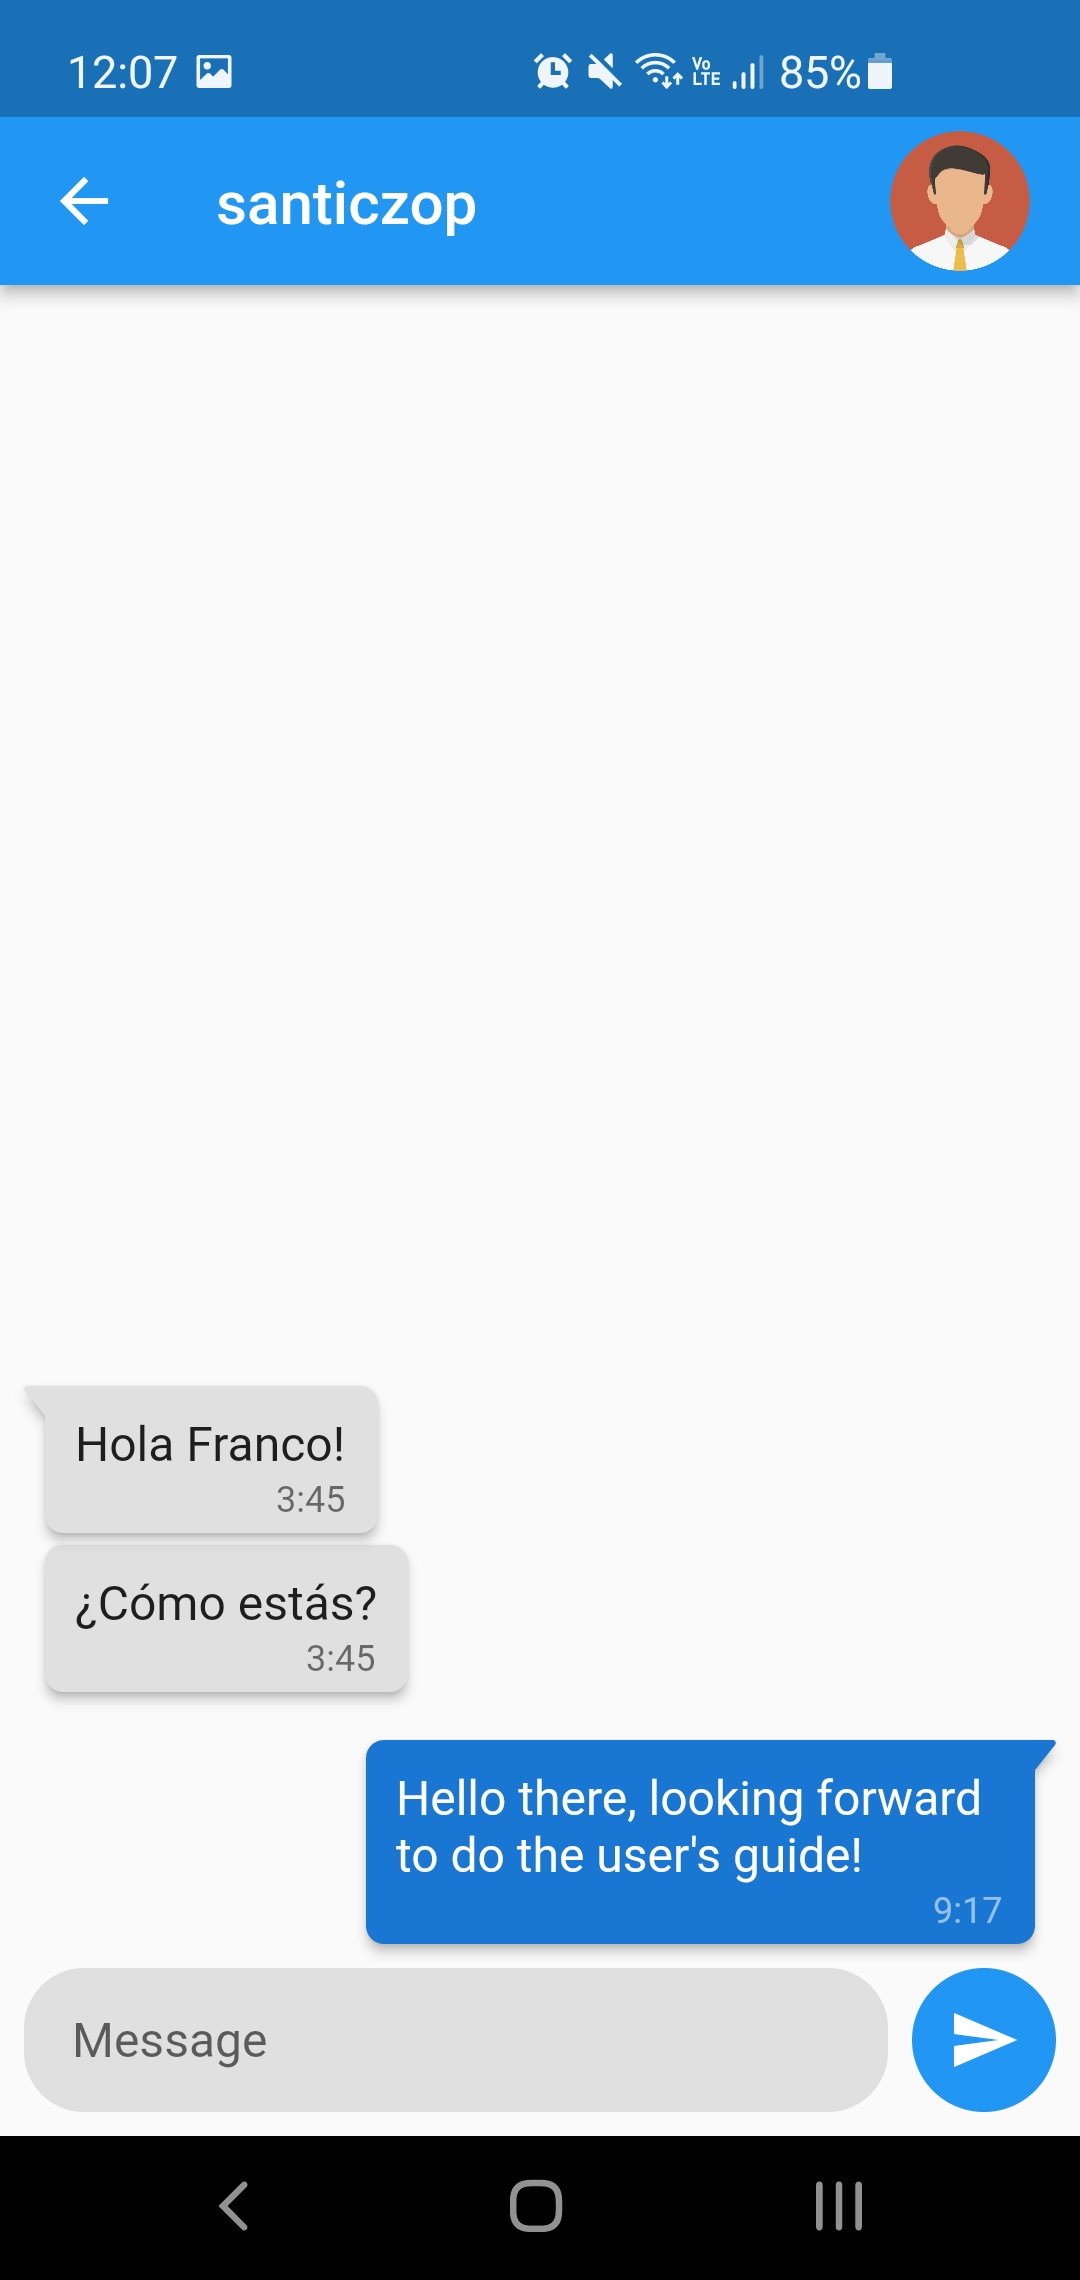 12:07
Vo LTE 85%
santiczop
Hola Franco!
3:45
¿Cómo estás?
3:45
Hello there, looking forward
to do the user's guide!
9:17
Message